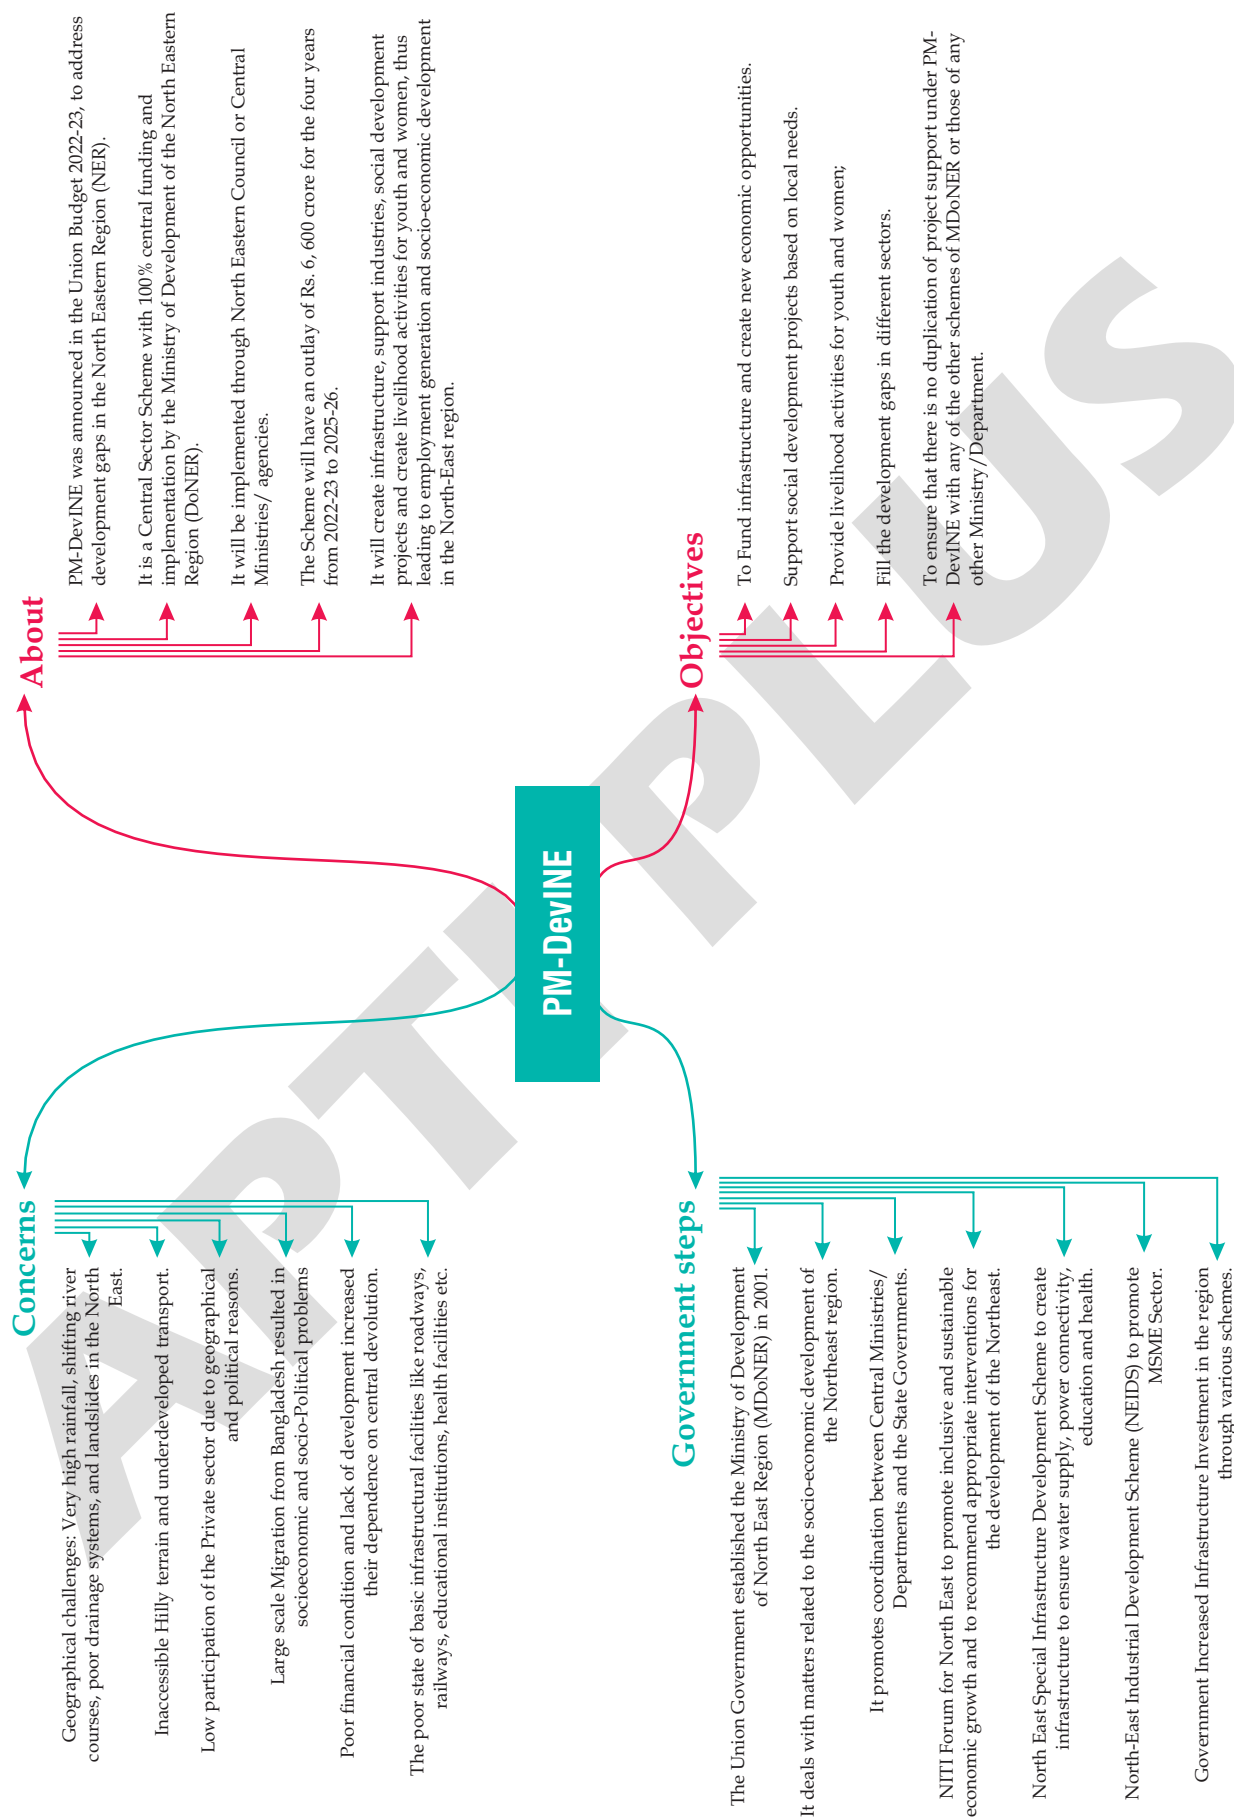 PM-DevINE
About
PM-DevINE was announced in the Union Budget 2022-23, to address
development gaps in the North Eastern Region (NER).
It is a Central Sector Scheme with 100% central funding and
implementation by the Ministry of Development of the North Eastern
Region (DoNER).
It will be implemented through North Eastern Council or Central
Ministries/ agencies.
The Scheme will have an outlay of Rs. 6, 600 crore for the four years
from 2022-23 to 2025-26.
It will create infrastructure, support industries, social development
projects and create livelihood activities for youth and women, thus
leading to employment generation and socio-economic development
in the North-East region.
Objectives
To Fund infrastructure and create new economic opportunities.
Support social development projects based on local needs.
Provide livelihood activities for youth and women;
Fill the development gaps in different sectors.
To ensure that there is no duplication of project support under PM-
DevINE with any of the other schemes of MDoNER or those of any
other Ministry/Department.
Concerns
Geographical challenges: Very high rainfall, shifting river
courses, poor drainage systems, and landslides in the North
East.
Inaccessible Hilly terrain and underdeveloped transport.
Low participation of the Private sector due to geographical
and political reasons.
Large scale Migration from Bangladesh resulted in
socioeconomic and socio-Political problems
Poor financial condition and lack of development increased
their dependence on central devolution.
The poor state of basic infrastructural facilities like roadways,
railways, educational institutions, health facilities etc.
Government steps
The Union Government established the Ministry of Development
of North East Region (MDoNER) in 2001.
It deals with matters related to the socio-economic development of
the Northeast region.
It promotes coordination between Central Ministries/
Departments and the State Governments.
NITI Forum for North East to promote inclusive and sustainable
economic growth and to recommend appropriate interventions for
the development of the Northeast.
North East Special Infrastructure Development Scheme to create
infrastructure to ensure water supply, power connectivity,
education and health.
North-East Industrial Development Scheme (NEIDS) to promote
MSME Sector.
Government Increased Infrastructure Investment in the region
through various schemes.
APTI PLUS